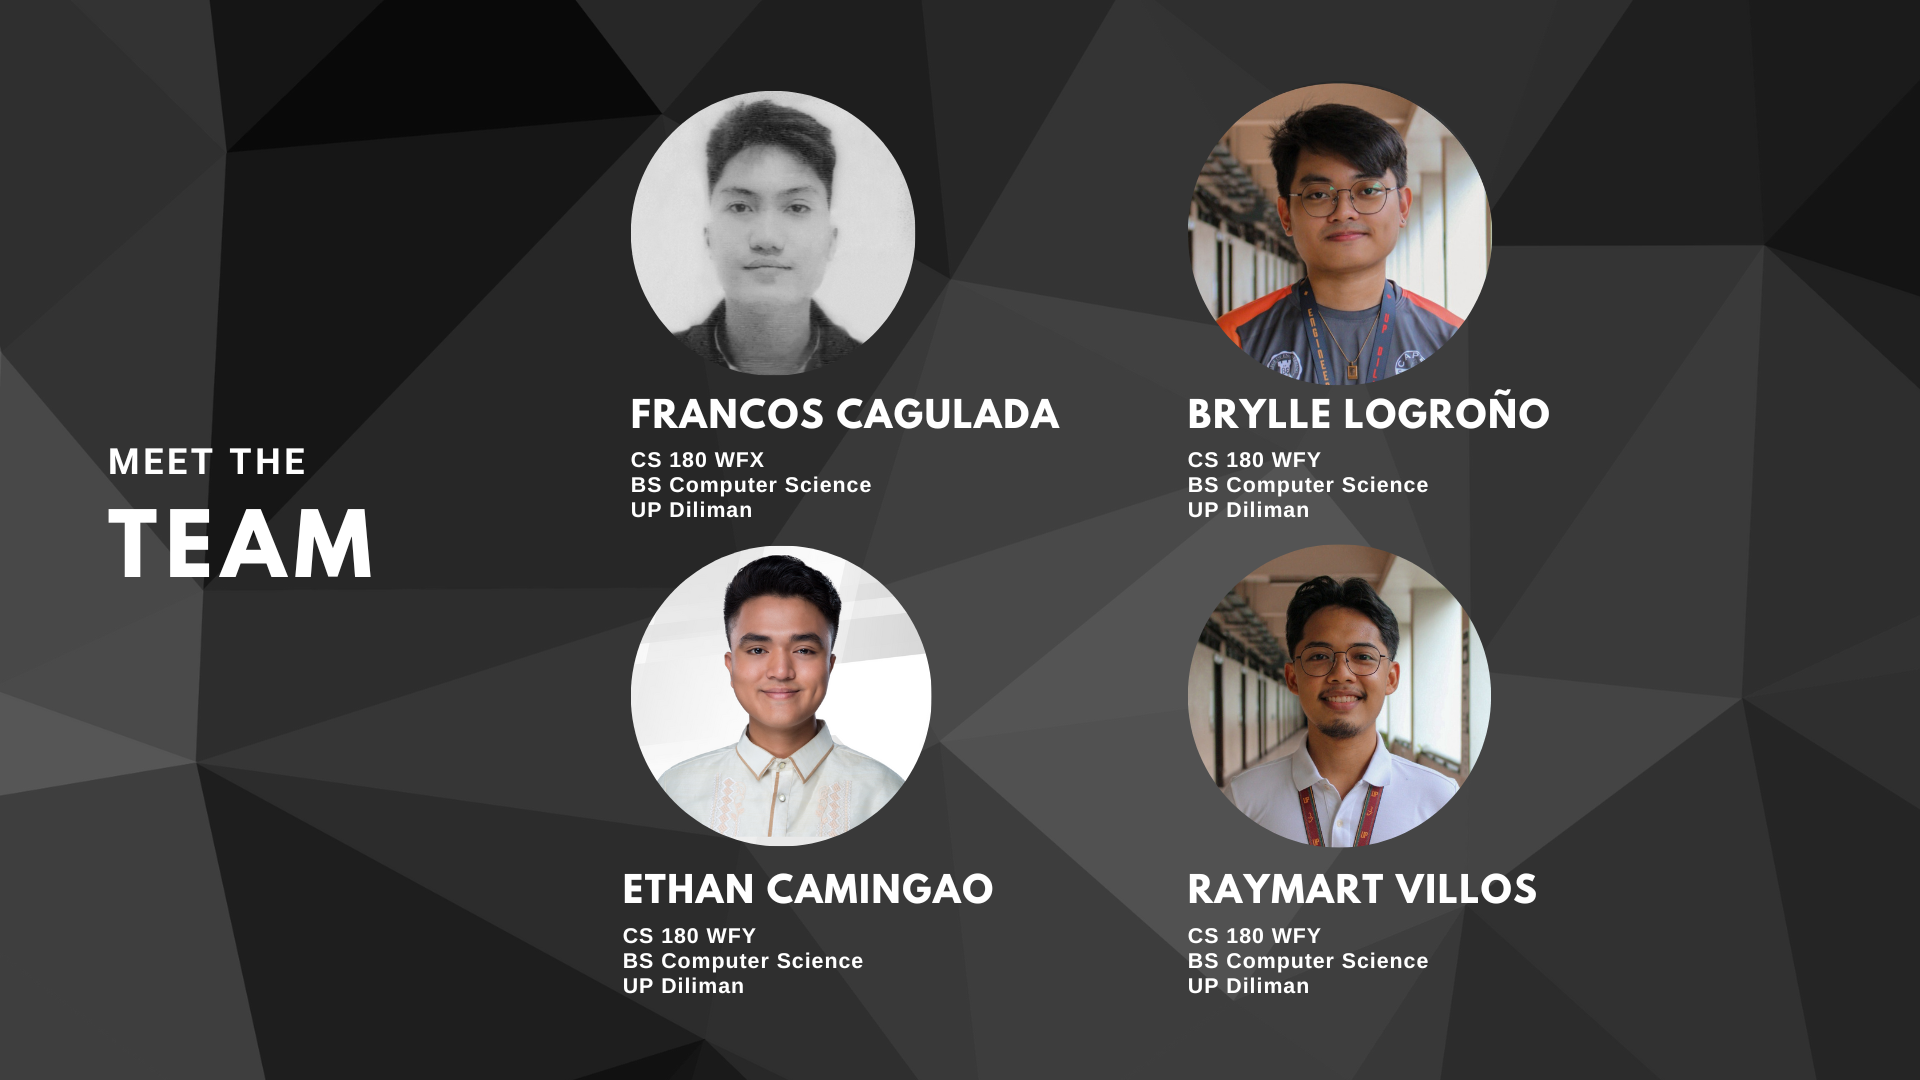 MEET THE
TEAM
FRANCOS CAGULADA
CS 180 WFX
BS Computer Science
UP Diliman
BRYLLE LOGROÑO
CS 180 WFY
BS Computer Science
UP Diliman
ETHAN CAMINGAO
CS 180 WFY
BS Computer Science
UP Diliman
RAYMART VILLOS
CS 180 WFY
BS Computer Science
UP Diliman